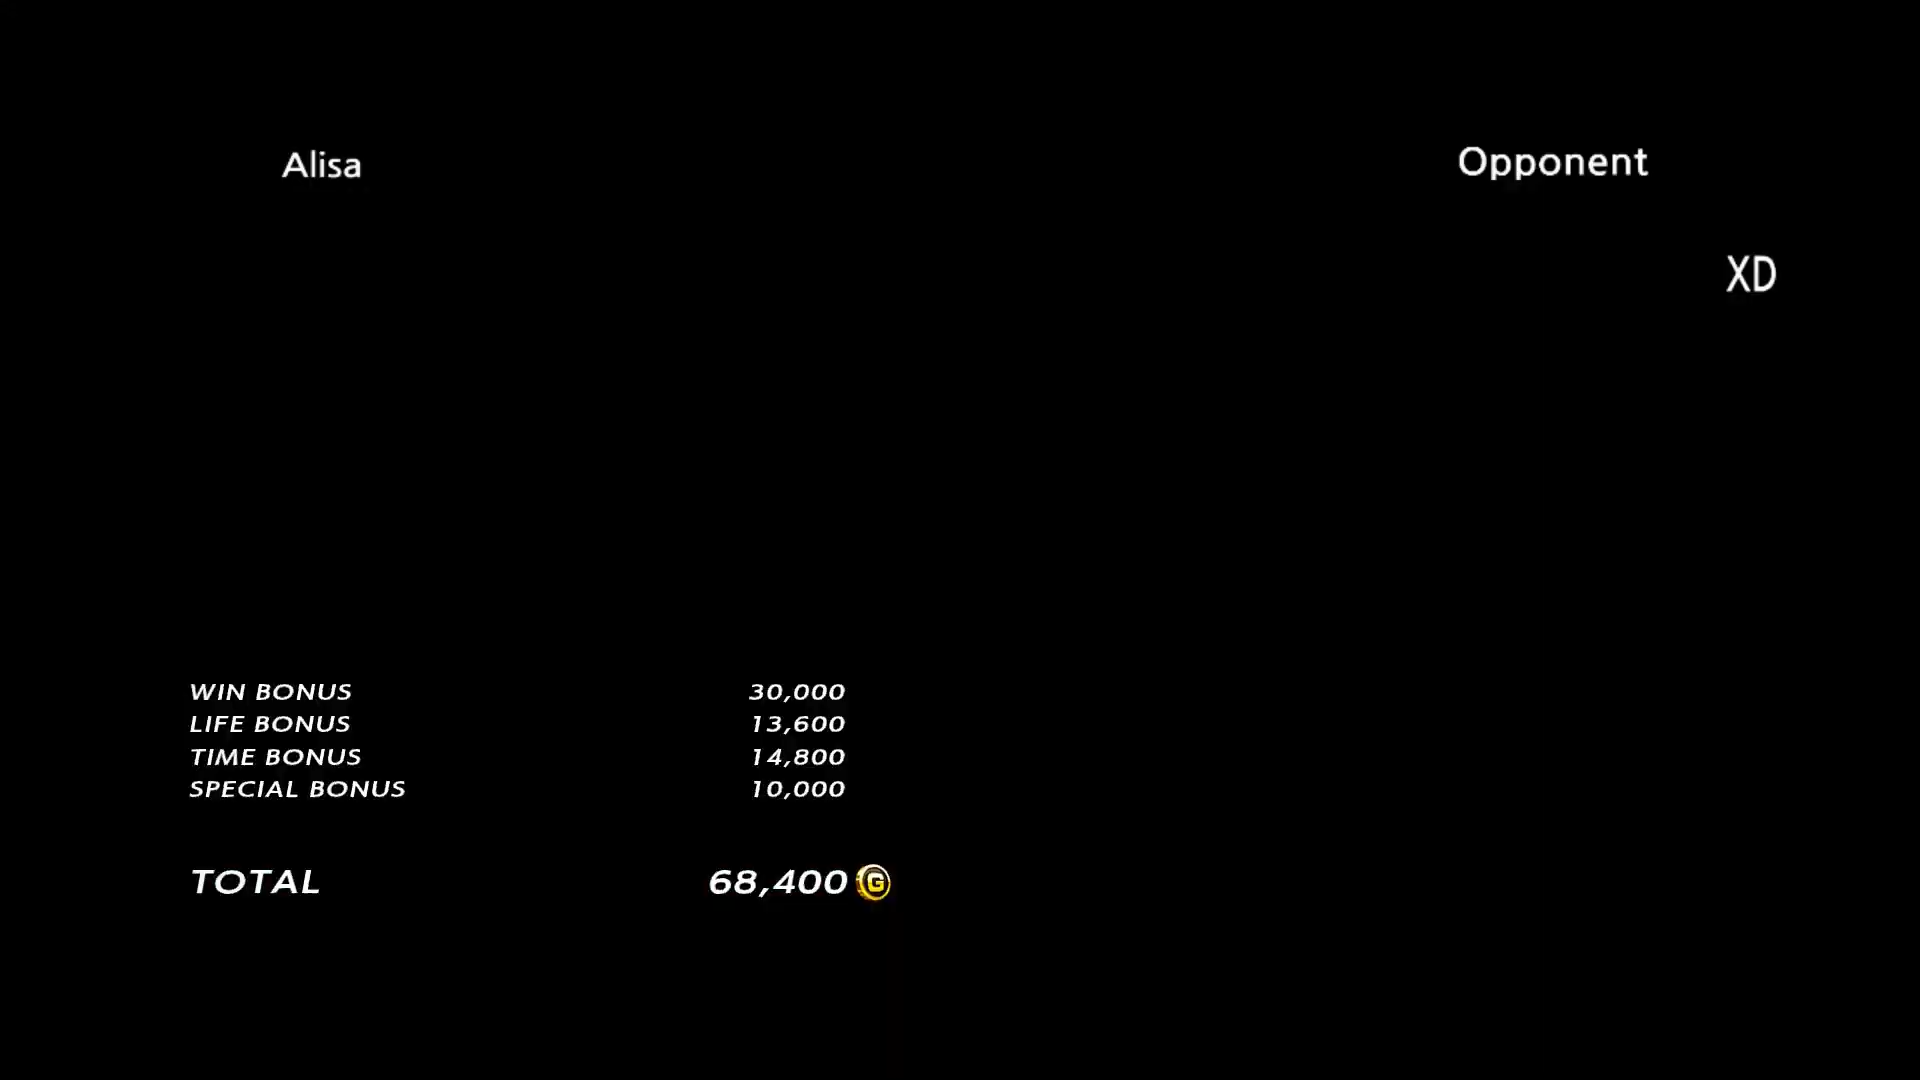 Alisa
Opponent
XD
WIN BONUS 30,000
LIFE BONUS 13,600
TIME BONUS 14,800
SPECIAL BONUS 10,000
TOTAL 68,400 G